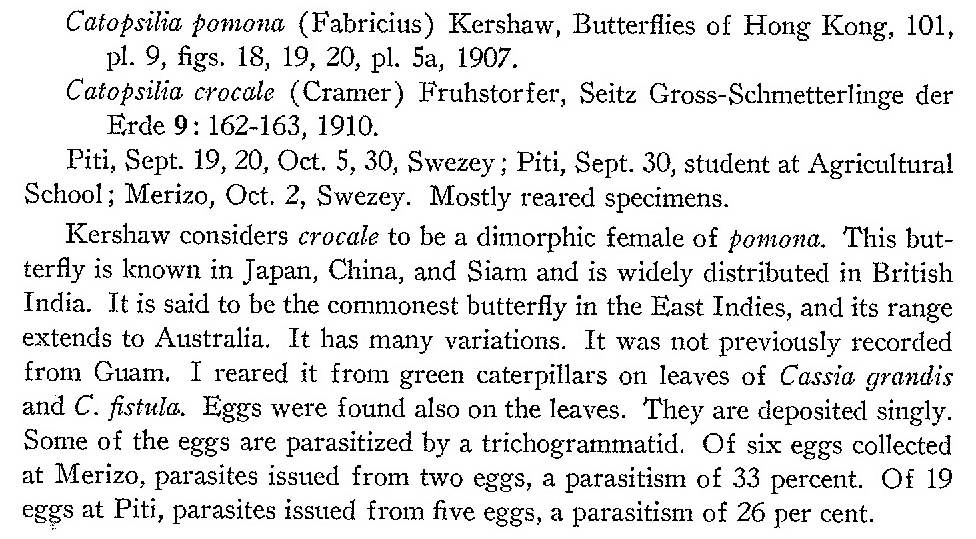 Catopsilia pomona (Fabricius) Kershaw, Butterflies of Hong Kong, 101,
pl. 9, figs. 18, 19, 20, pl. 5a, 1907.
Catopsilia crocale (Cramer) Fruhstorfer, Seitz Gross-Schmetterlinge der
Erde 9: 162-163, 1910.
Piti, Sept. 19, 20, Oct. 5, 30, Swezey; Piti, Sept. 30, student at Agricultural
School; Merizo, Oct. 2, Swezey. Mostly reared specimens.
Kershaw considers crocale to be a dimorphic female of pomona. This but-
terfly is known in Japan, China, and Siam and is widely distributed in British
India. It is said to be the commonest butterfly in the East Indies, and its range
extends to Australia. It has many variations. It was not previously recorded
from Guam. I reared it from green caterpillars on leaves of Cassia grandis
and C. fistula. Eggs were found also on the leaves. They are deposited singly.
Some of the eggs are parasitized by a trichogrammatid. Of six eggs collected
at Merizo, parasites issued from two eggs, a parasitism of 33 percent. Of 19
eggs at Piti, parasites issued from five eggs, a parasitism of 26 per cent.